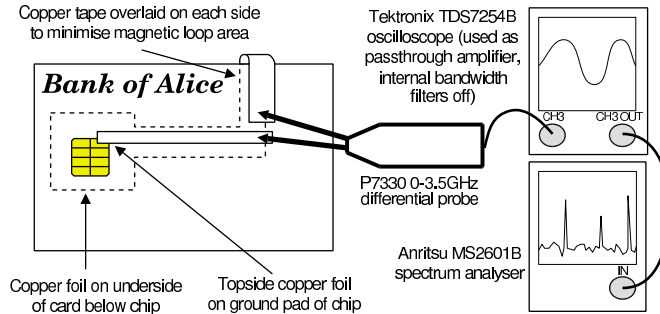 Copper tape overlaid on each side
to minimise magnetic loop area
Bank of Alice
Copper foil on underside
of card below chip
Topside copper foil
on ground pad of chip
P7330 0-3.5GHz
differential probe
Tektronix TDS7254B
oscilloscope (used as
passthrough amplifier,
internal bandwidth
filters off)
CH3
CH3 OUT
Anritsu MS2601B
spectrum analyser
IN